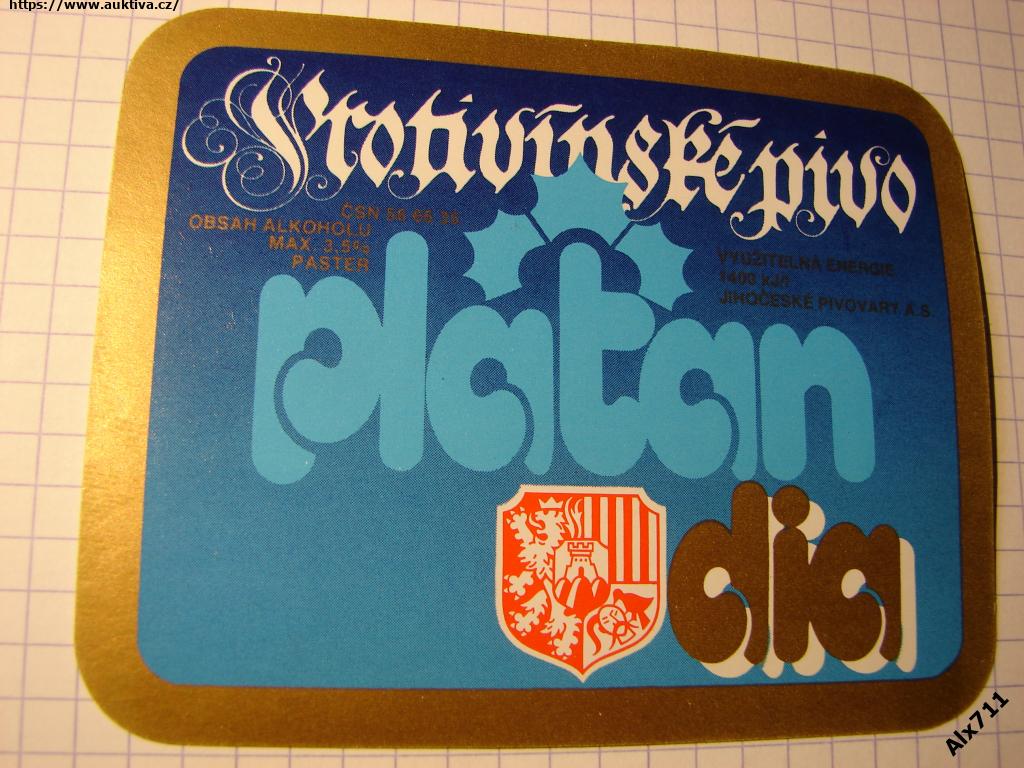 https://www.auktiva.cz/
Protivínské pivo
ČSN 56 66 35
OBSAH ALKOHOLU
MAX. 3,5%
PASTER
VYUŽITELNÁ ENERGIE
1400 kJ/l
JIHOČESKÉ PIVOVARY A.S.
platan
dia
Alx711